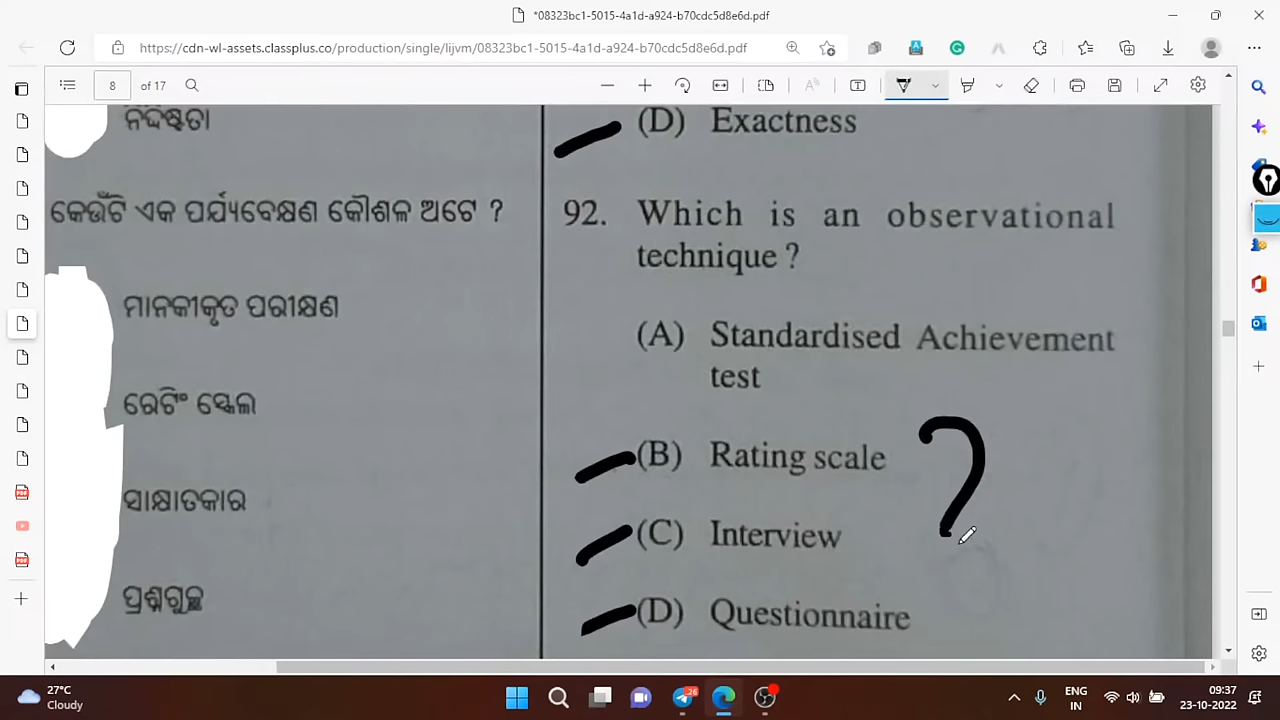 *08323bc1-5015-4a1d-a924-b70cdc5d8e6d.pdf
https://cdn-wl-assets.classplus.co/production/single/lijvm/08323bc1-5015-4a1d-a924-b70cdc5d8e6d.pdf
8 of 17
(D) Exactness
କେଉଁଟି ଏକ ପର୍ଯ୍ୟବେକ୍ଷଣ କୌଶଳ ଅଟେ ?
92. Which is an observational
technique ?
ମାନକୀକୃତ ପରୀକ୍ଷଣ
(A) Standardised Achievement
test
ରେଟିଂ ସ୍କେଲ
(B) Rating scale
ସାକ୍ଷାତକାର
(C) Interview
ପ୍ରଶ୍ନଗୁଚ୍ଛ
(D) Questionnaire
?
27°C
Cloudy
26
ENG
IN
09:37
23-10-2022